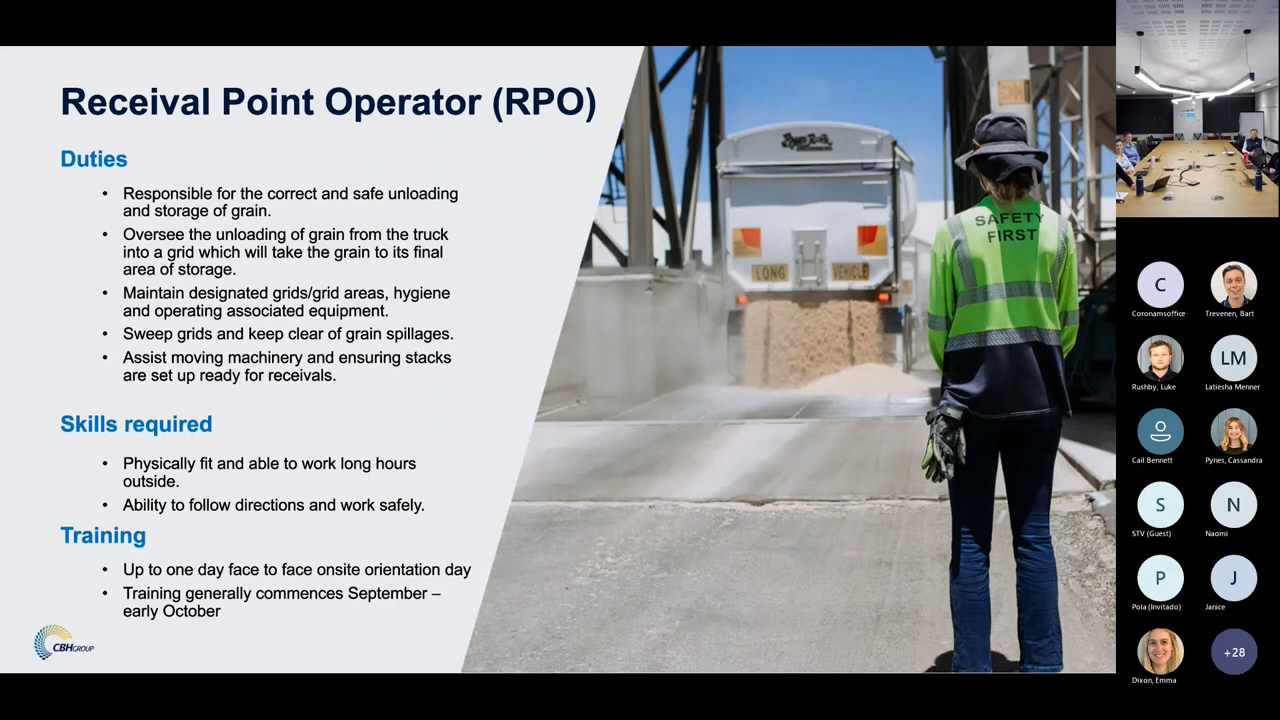 Receival Point Operator (RPO)
Duties
• Responsible for the correct and safe unloading
and storage of grain.
• Oversee the unloading of grain from the truck
into a grid which will take the grain to its final
area of storage.
• Maintain designated grids/grid areas, hygiene
and operating associated equipment.
• Sweep grids and keep clear of grain spillages.
• Assist moving machinery and ensuring stacks
are set up ready for receivals.
Skills required
• Physically fit and able to work long hours
outside.
• Ability to follow directions and work safely.
Training
• Up to one day face to face onsite orientation day
• Training generally commences September –
early October
CBHGROUP
LONG VEHICLE
SAFETY
FIRST
C
Coronamsoffice
Trevenen, Bart
Rushby, Luke
LM
Latiesha Menner
Cail Bennett
Pynes, Cassandra
S
STV (Guest)
N
Naomi
P
Pola (Invitado)
J
Janice
Dixon, Emma
+28